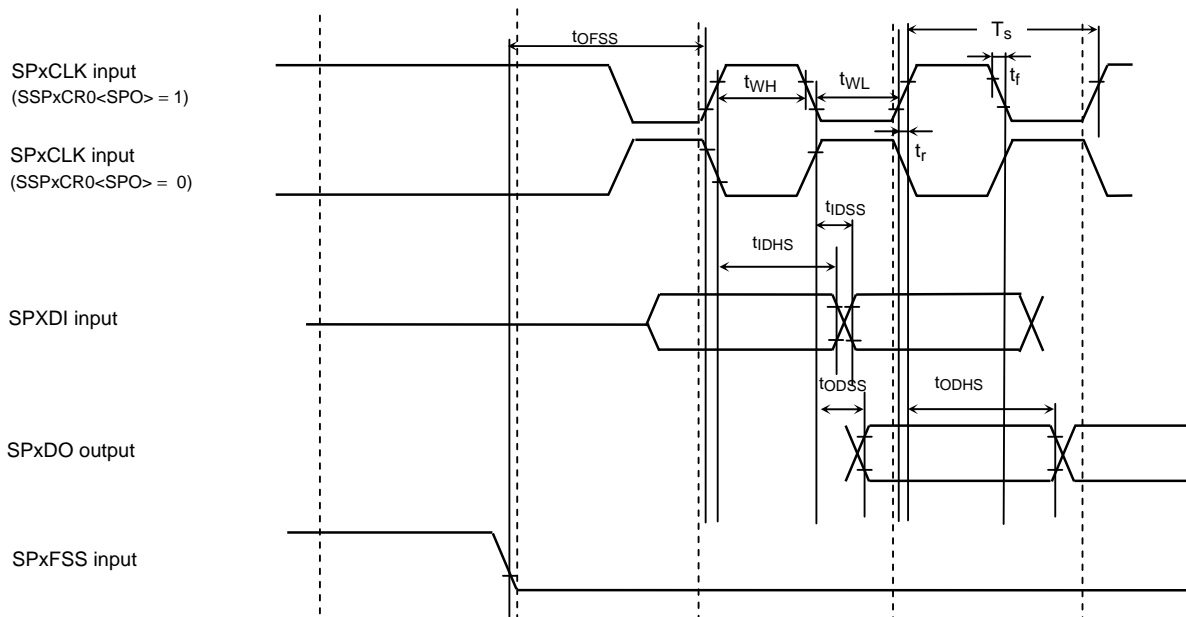 tOFSS
Ts
SPxCLK input
(SSPxCR0<SPO> = 1)
tWH
tWL
tf
SPxCLK input
(SSPxCR0<SPO> = 0)
tr
tIDSS
tIDHS
SPXDI input
tODSS
tODHS
SPxDO output
SPxFSS input